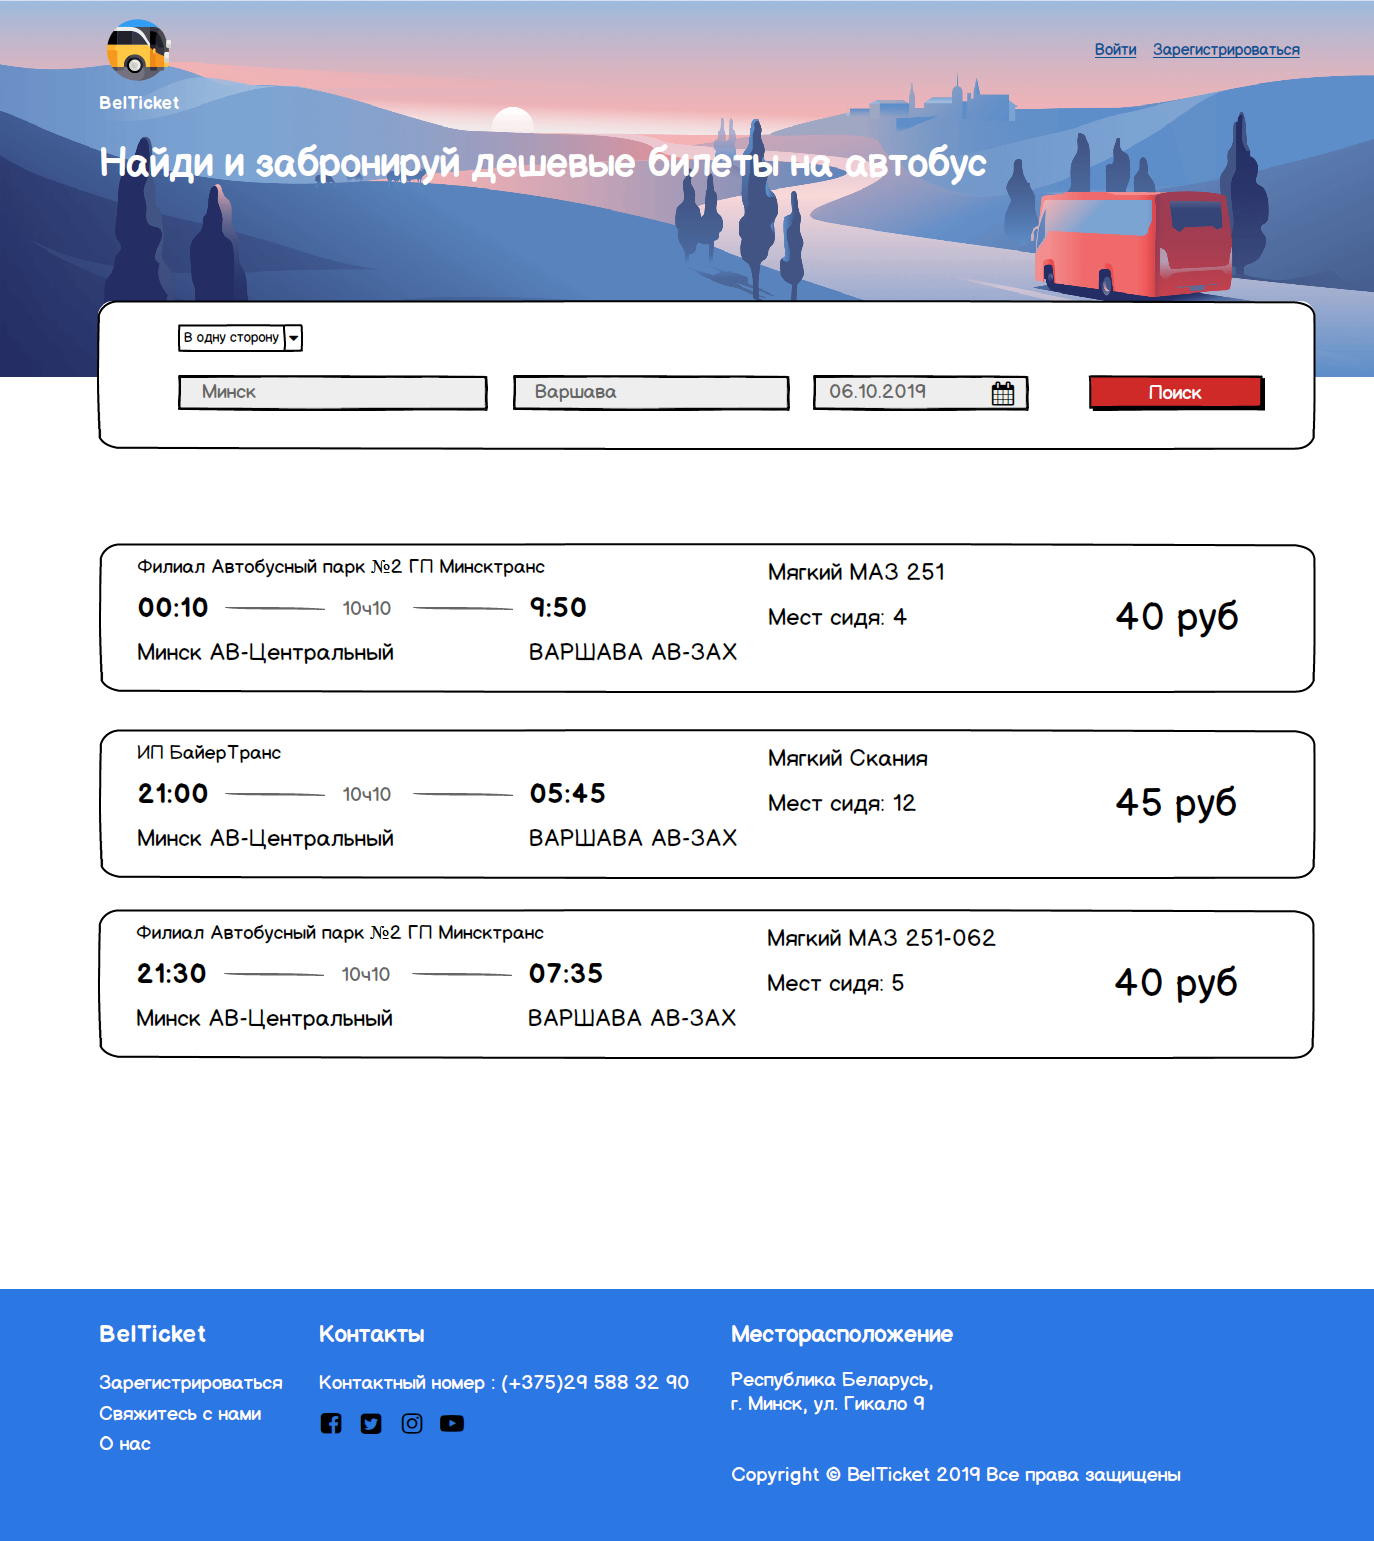 BelTicket
Войти Зарегистрироваться
Найди и забронируй дешевые билеты на автобус
В одну сторону
Минск Варшава 06.10.2019 Поиск
Филиал Автобусный парк №2 ГП Минсктранс
Мягкий МАЗ 251
00:10 10ч10 9:50
Мест сидя: 4
40 руб
Минск АВ-Центральный ВАРШАВА АВ-ЗАХ
ИП БайерТранс
Мягкий Скания
21:00 10ч10 05:45
Мест сидя: 12
45 руб
Минск АВ-Центральный ВАРШАВА АВ-ЗАХ
Филиал Автобусный парк №2 ГП Минсктранс
Мягкий МАЗ 251-062
21:30 10ч10 07:35
Мест сидя: 5
40 руб
Минск АВ-Центральный ВАРШАВА АВ-ЗАХ
BelTicket
Зарегистрироваться
Свяжитесь с нами
О нас
Контакты
Контактный номер : (+375)29 588 32 90
Месторасположение
Республика Беларусь,
г. Минск, ул. Гикало 9
Copyright © BelTicket 2019 Все права защищены